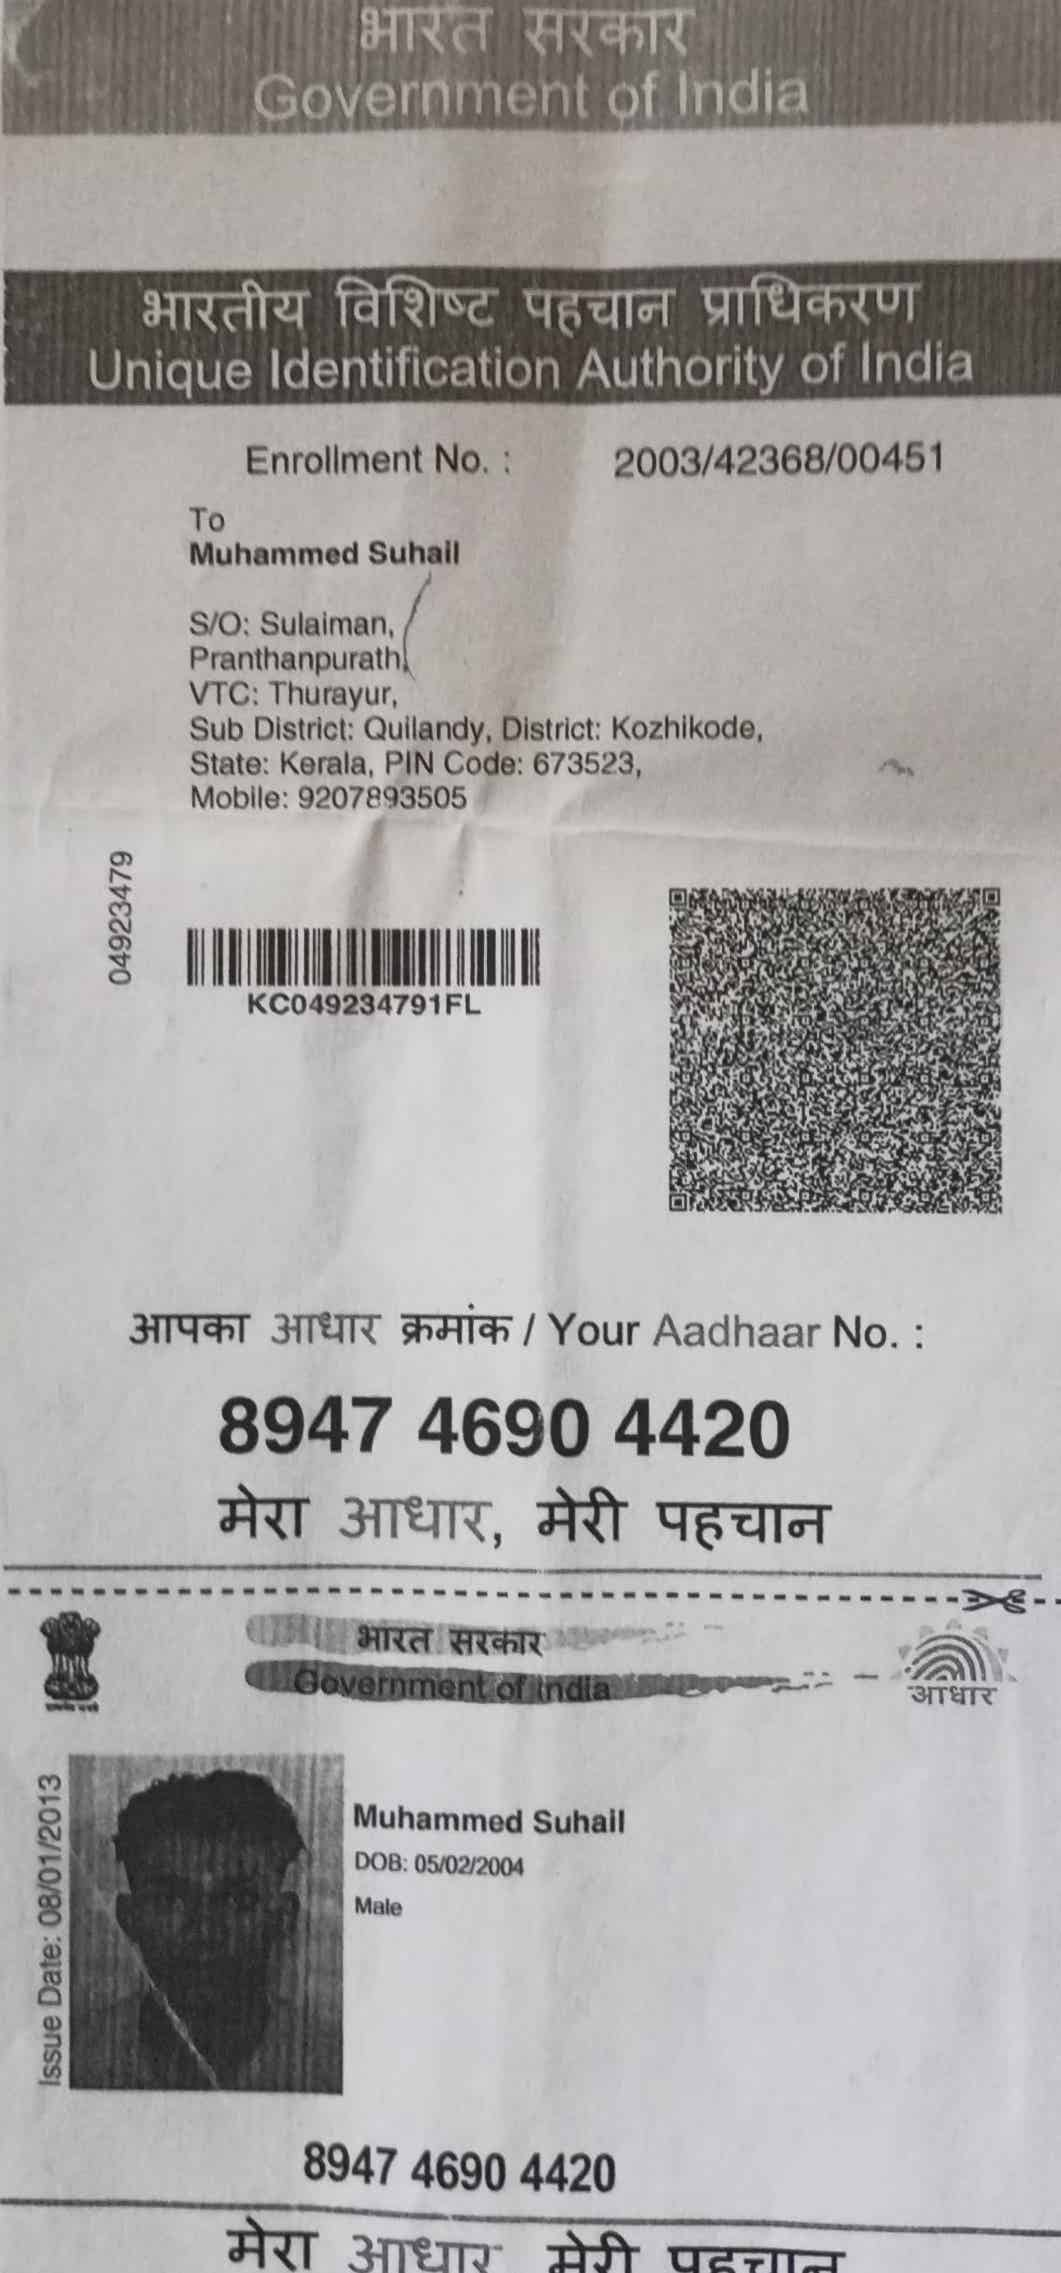 भारत सरकार
Government of India
भारतीय विशिष्ट पहचान प्राधिकरण
Unique Identification Authority of India
Enrollment No. : 2003/42368/00451
To
Muhammed Suhail
S/O: Sulaiman,
Pranthanpurath,
VTC: Thurayur,
Sub District: Quilandy, District: Kozhikode,
State: Kerala, PIN Code: 673523,
Mobile: 9207893505
04923479
KC049234791FL
आपका आधार क्रमांक / Your Aadhaar No. :
8947 4690 4420
मेरा आधार, मेरी पहचान
भारत सरकार
Government of India
आधार
Issue Date: 08/01/2013
Muhammed Suhail
DOB: 05/02/2004
Male
8947 4690 4420
मेरा आधार मेरी पहचान